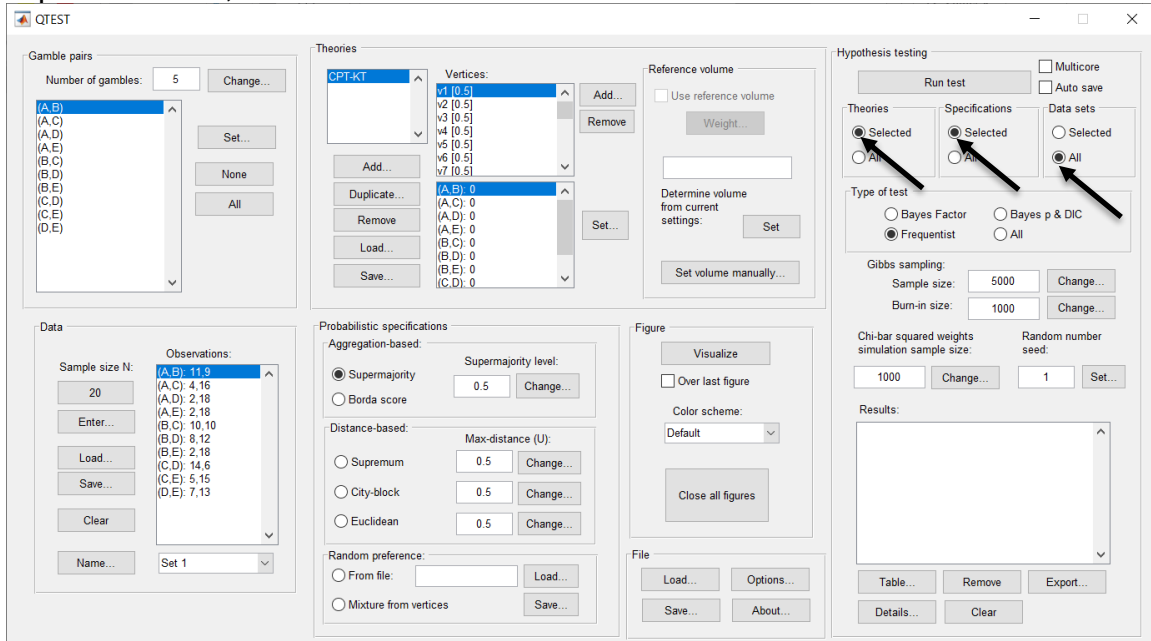 QTEST
Gamble pairs
Number of gambles: 5 Change...
(A,B)
(A,C)
(A,D)
(A,E)
(B,C)
(B,D)
(B,E)
(C,D)
(C,E)
(D,E)
Set...
None
All
Theories
CPT-KT
Vertices:
v1 [0.5]
v2 [0.5]
v3 [0.5]
v4 [0.5]
v5 [0.5]
v6 [0.5]
v7 [0.5]
Add...
Remove
Add...
Duplicate...
Remove
Load...
Save...
(A,B): 0
(A,C): 0
(A,D): 0
(A,E): 0
(B,C): 0
(B,D): 0
(B,E): 0
(C,D): 0
Set...
Reference volume
Use reference volume
Weight...
Determine volume
from current
settings:
Set
Set volume manually...
Hypothesis testing
Run test
Multicore
Auto save
Theories
Selected
All
Specifications
Selected
All
Data sets
Selected
All
Type of test
Bayes Factor
Bayes p & DIC
Frequentist
All
Gibbs sampling:
Sample size: 5000 Change...
Burn-in size: 1000 Change...
Chi-bar squared weights
simulation sample size:
1000 Change...
Random number
seed:
1 Set...
Results:
Table...
Remove
Export...
Details...
Clear
Data
Sample size N:
20
Enter...
Load...
Save...
Clear
Name...
Observations:
(A,B): 11,9
(A,C): 4,16
(A,D): 2,18
(A,E): 2,18
(B,C): 10,10
(B,D): 8,12
(B,E): 2,18
(C,D): 14,6
(C,E): 5,15
(D,E): 7,13
Set 1
Probabilistic specifications
Aggregation-based:
Supermajority
Borda score
Supermajority level:
0.5 Change...
Distance-based:
Max-distance (U):
Supremum 0.5 Change...
City-block 0.5 Change...
Euclidean 0.5 Change...
Random preference:
From file: Load...
Mixture from vertices Save...
Figure
Visualize
Over last figure
Color scheme:
Default
Close all figures
File
Load...
Options...
Save...
About...